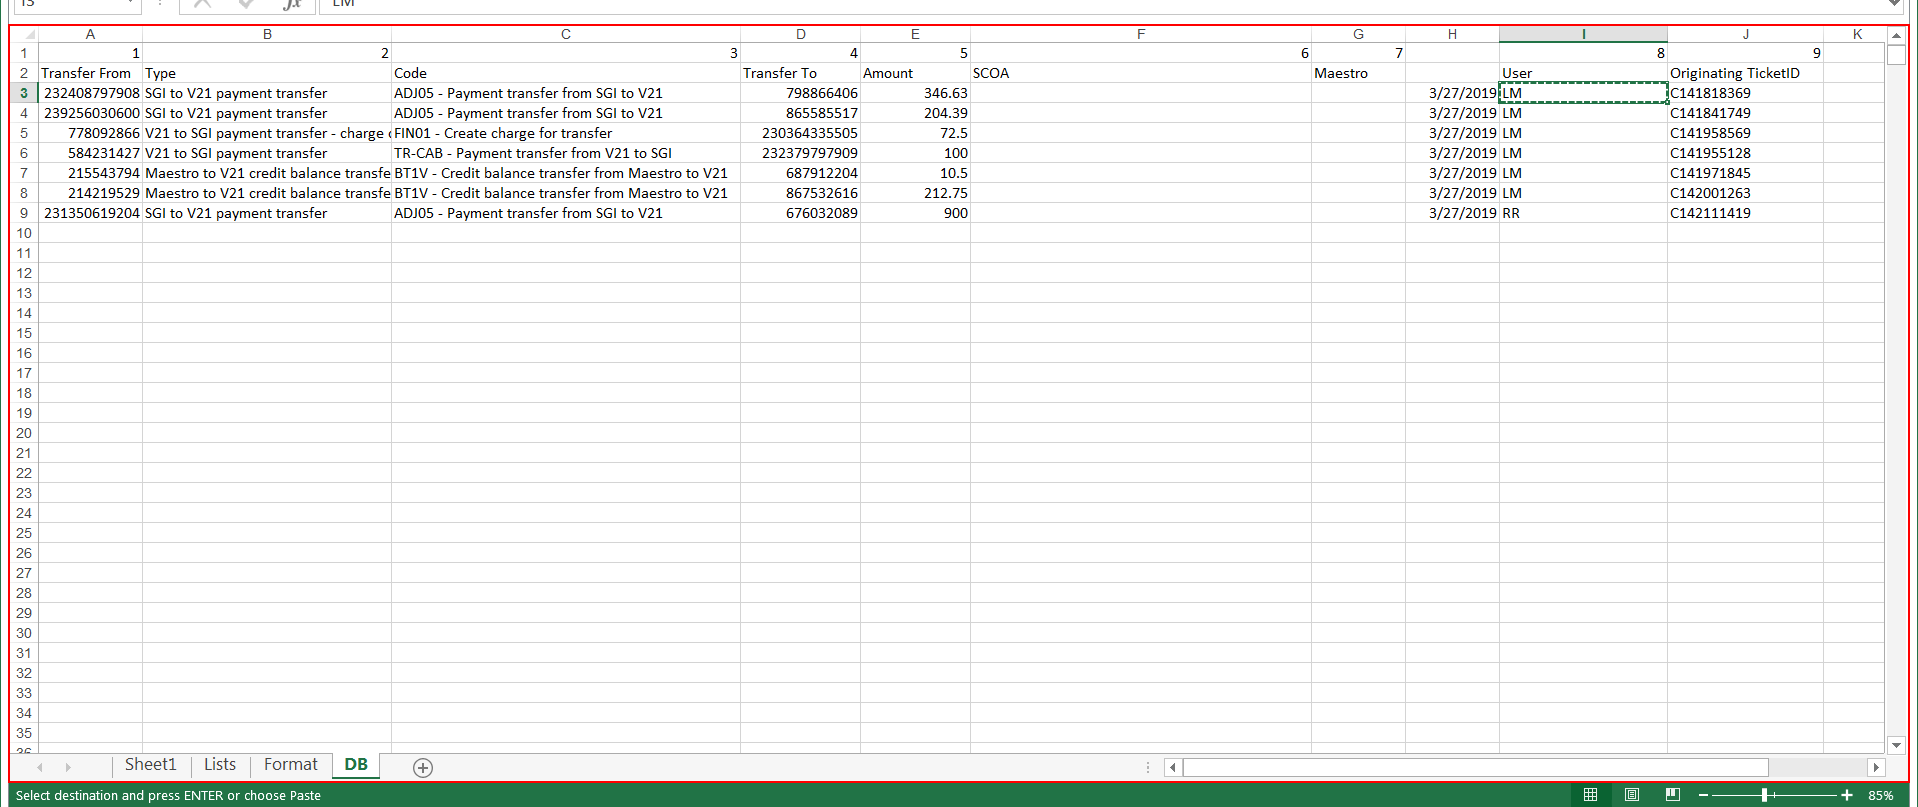 I3 fx LM
A B C D E F G H I J K
1 1 2 3 4 5 6 7 8 9
2 Transfer From Type Code Transfer To Amount SCOA Maestro User Originating TicketID
3 232408797908 SGI to V21 payment transfer ADJ05 - Payment transfer from SGI to V21 798866406 346.63 3/27/2019 LM C141818369
4 239256030600 SGI to V21 payment transfer ADJ05 - Payment transfer from SGI to V21 865585517 204.39 3/27/2019 LM C141841749
5 778092866 V21 to SGI payment transfer - charge FIN01 - Create charge for transfer 230364335505 72.5 3/27/2019 LM C141958569
6 584231427 V21 to SGI payment transfer TR-CAB - Payment transfer from V21 to SGI 232379797909 100 3/27/2019 LM C141955128
7 215543794 Maestro to V21 credit balance transfe BT1V - Credit balance transfer from Maestro to V21 687912204 10.5 3/27/2019 LM C141971845
8 214219529 Maestro to V21 credit balance transfe BT1V - Credit balance transfer from Maestro to V21 867532616 212.75 3/27/2019 LM C142001263
9 231350619204 SGI to V21 payment transfer ADJ05 - Payment transfer from SGI to V21 676032089 900 3/27/2019 RR C142111419
10
11
12
13
14
15
16
17
18
19
20
21
22
23
24
25
26
27
28
29
30
31
32
33
34
35
36
Sheet1 Lists Format DB
Select destination and press ENTER or choose Paste 85%